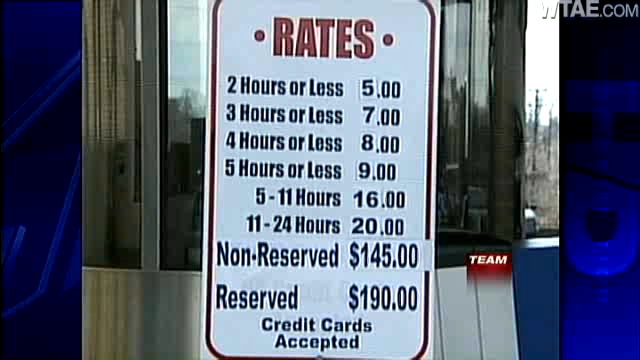 WTAE.COM
• RATES •
2 Hours or Less 5.00
3 Hours or Less 7.00
4 Hours or Less 8.00
5 Hours or Less 9.00
5 - 11 Hours 16.00
11 - 24 Hours 20.00
Non-Reserved $145.00
Reserved $190.00
Credit Cards
Accepted
TEAM